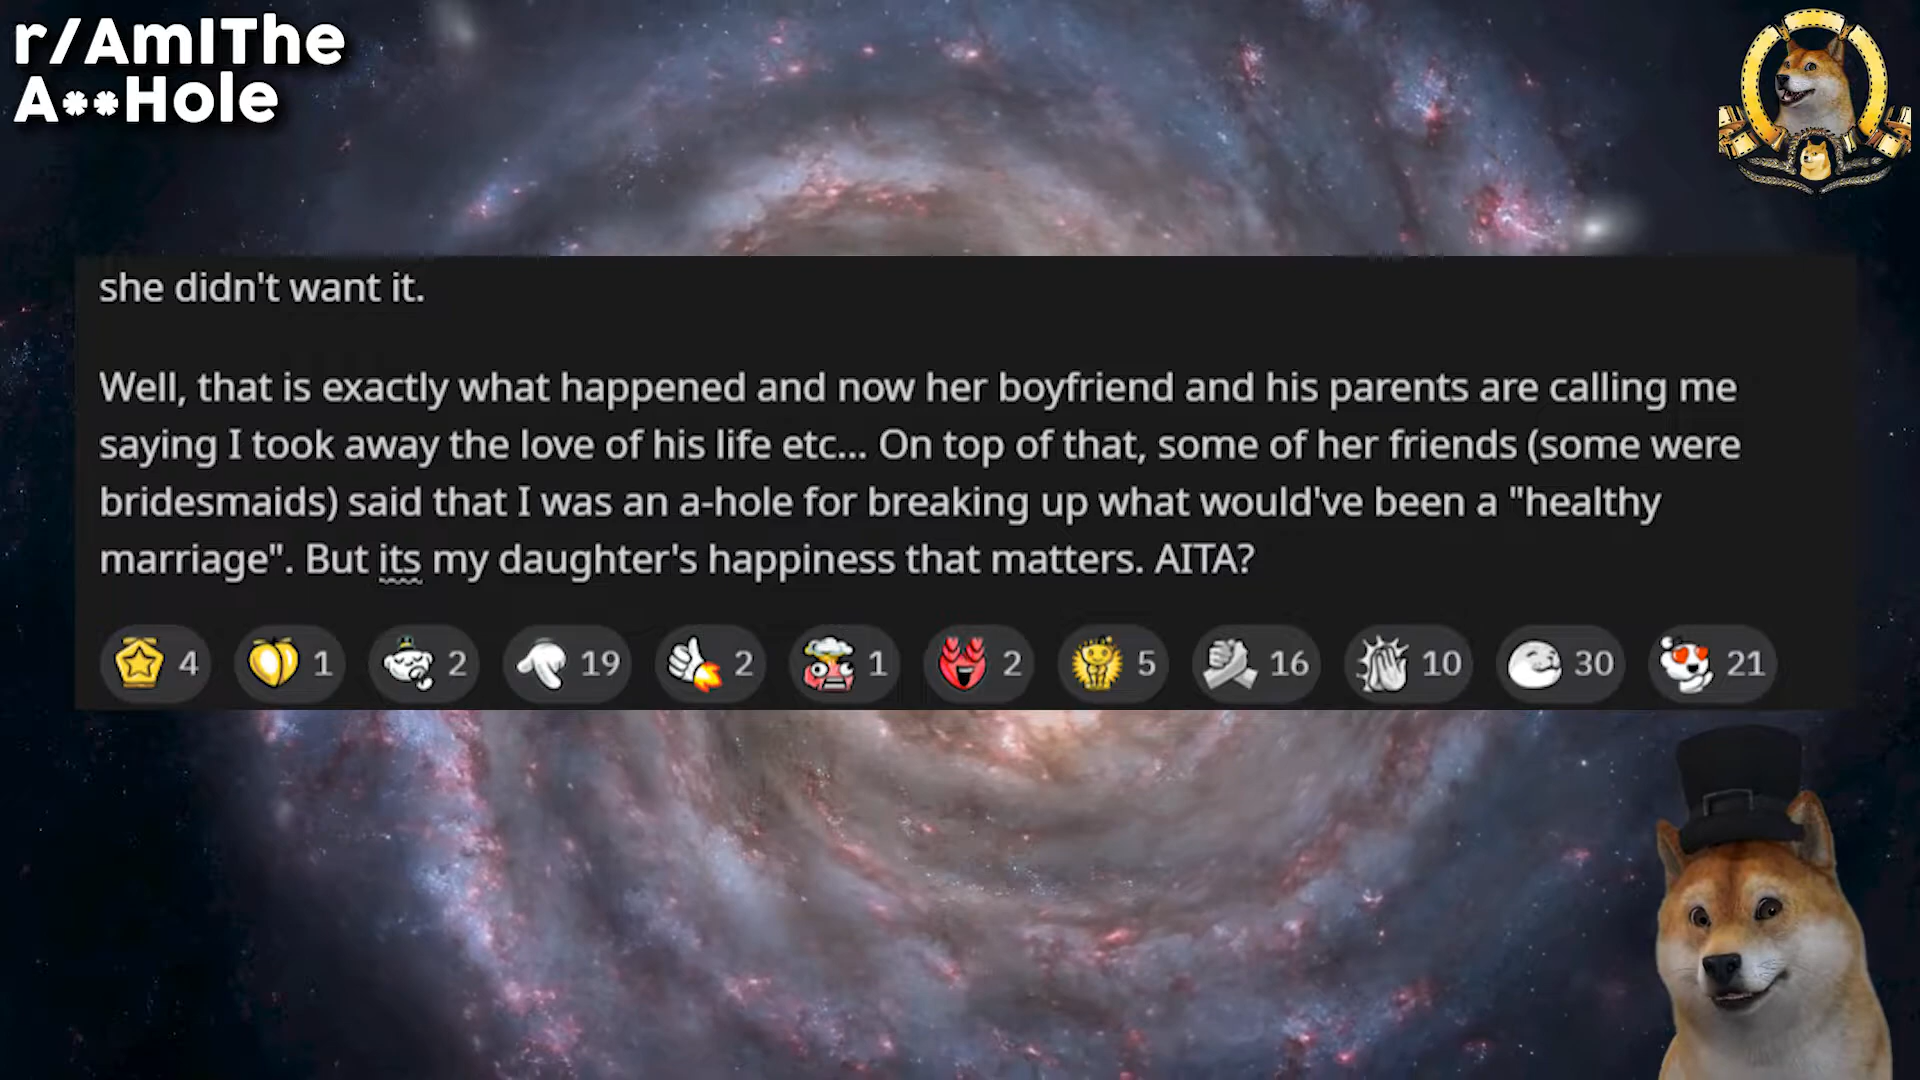 r/AmIThe
A**Hole
she didn't want it.
Well, that is exactly what happened and now her boyfriend and his parents are calling me
saying I took away the love of his life etc... On top of that, some of her friends (some were
bridesmaids) said that I was an a-hole for breaking up what would've been a "healthy
marriage". But its my daughter's happiness that matters. AITA?
4 1 2 19 2 1 2 5 16 10 30 21